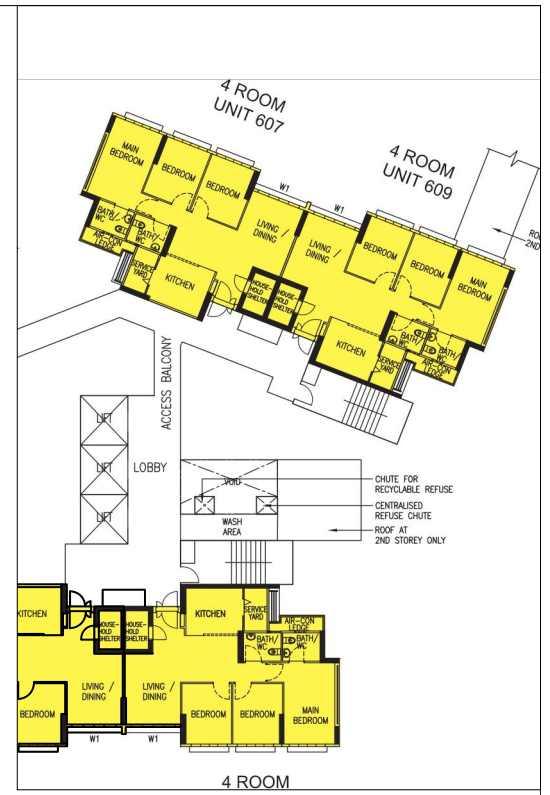 4 ROOM
UNIT 607
4 ROOM
UNIT 609
MAIN
BEDROOM
BEDROOM
BEDROOM
W1
W1
LIVING /
DINING
LIVING /
DINING
BEDROOM
BEDROOM
MAIN
BEDROOM
BATH/
WC
BATH/
WC
AIR-CON
LEDGE
SERVICE
YARD
KITCHEN
HOUSE-
HOLD
SHELTER
HOUSE-
HOLD
SHELTER
KITCHEN
SERVICE
YARD
BATH/
WC
BATH/
WC
AIR-CON
LEDGE
2ND
ACCESS BALCONY
LIFT
LIFT
LIFT
LOBBY
VOID
WASH
AREA
CHUTE FOR
RECYCLABLE REFUSE
CENTRALISED
REFUSE CHUTE
ROOF AT
2ND STOREY ONLY
KITCHEN
HOUSE-
HOLD
SHELTER
HOUSE-
HOLD
SHELTER
KITCHEN
SERVICE
YARD
AIR-CON
LEDGE
BATH/
WC
BATH/
WC
LIVING /
DINING
LIVING /
DINING
BEDROOM
BEDROOM
BEDROOM
MAIN
BEDROOM
W1
W1
4 ROOM